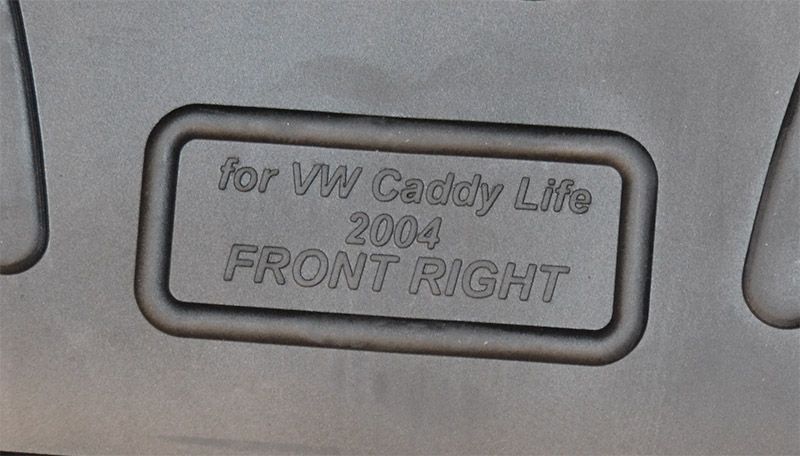 for VW Caddy Life
2004
FRONT RIGHT